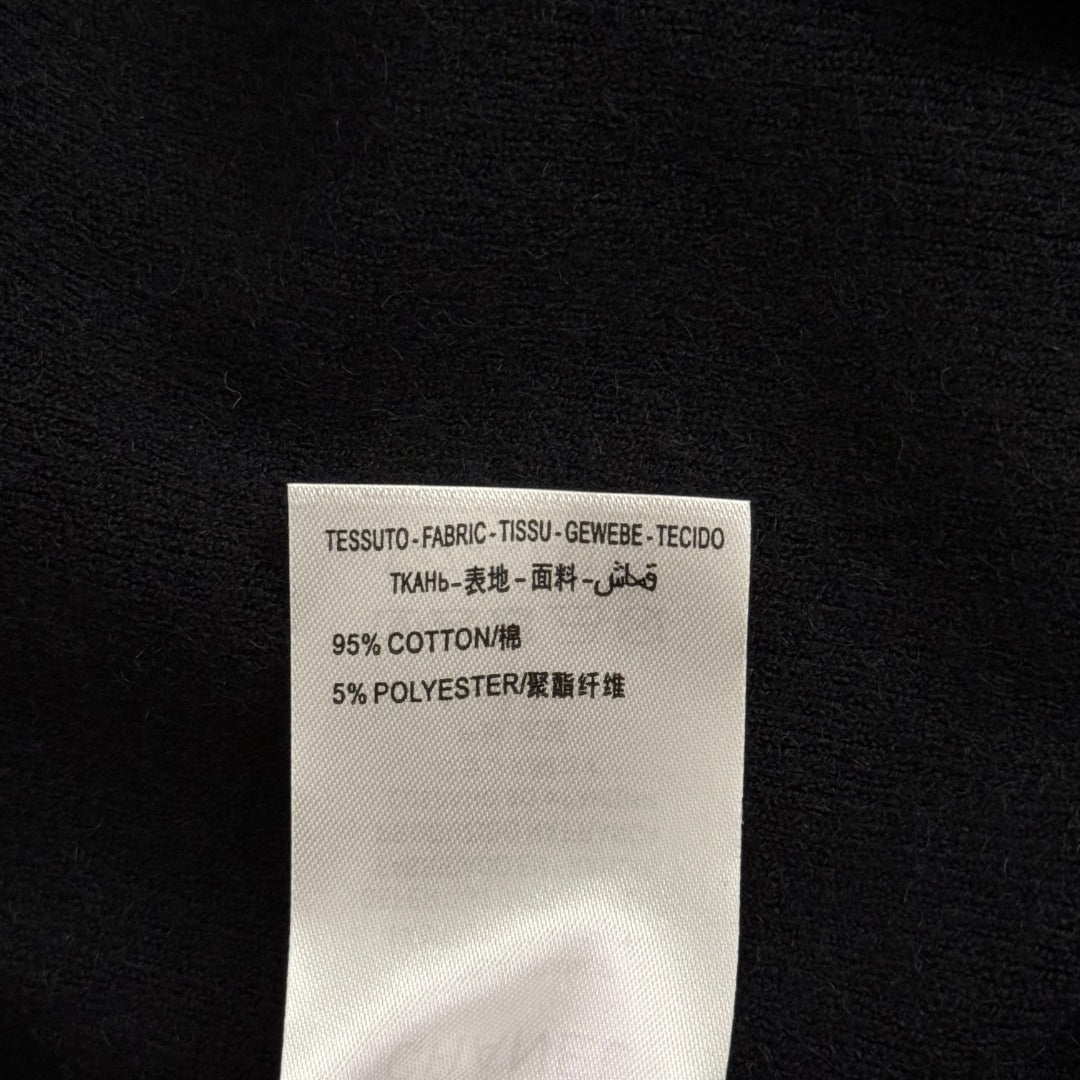 TESSUTO-FABRIC-TISSU-GEWEBE-TECIDO
ТКАНЬ-表地-面料-قماش
95% COTTON/棉
5% POLYESTER/聚酯纤维